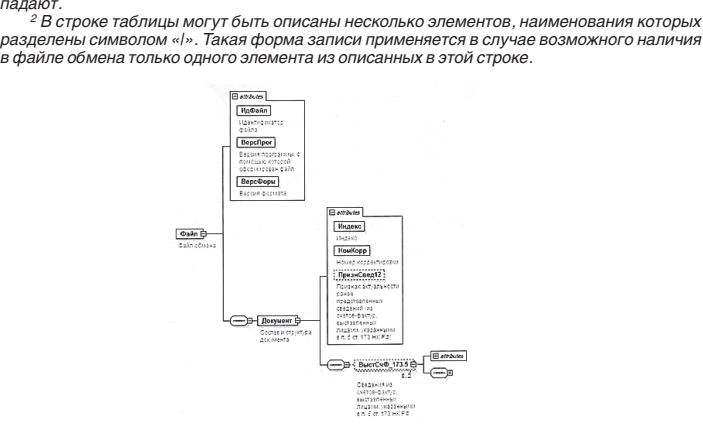 падают.
² В строке таблицы могут быть описаны несколько элементов, наименования которых
разделены символом «|». Такая форма записи применяется в случае возможного наличия
в файле обмена только одного элемента из описанных в этой строке.
attributes
ИдФайл
Идентификатор
файла
ВерсПрог
Версия программы, с
помощью которой
сформирован файл
ВерсФорм
Версия формата
Файл
Файл обмена
attributes
Индекс
Индекс
НомКорр
Номер корректировки
ПризнСвед12
Признак актуальности
ранее
представленных
сведений (из
счетов-фактур,
выставленных
лицами, указанными
в п. 5 ст. 173 НК РФ)
Документ
Состав и структура
документа
ВыстСчФ_173.5
attributes
Сведения из
счетов-фактур,
выставленных
лицами, указанными
в п. 5 ст. 173 НК РФ